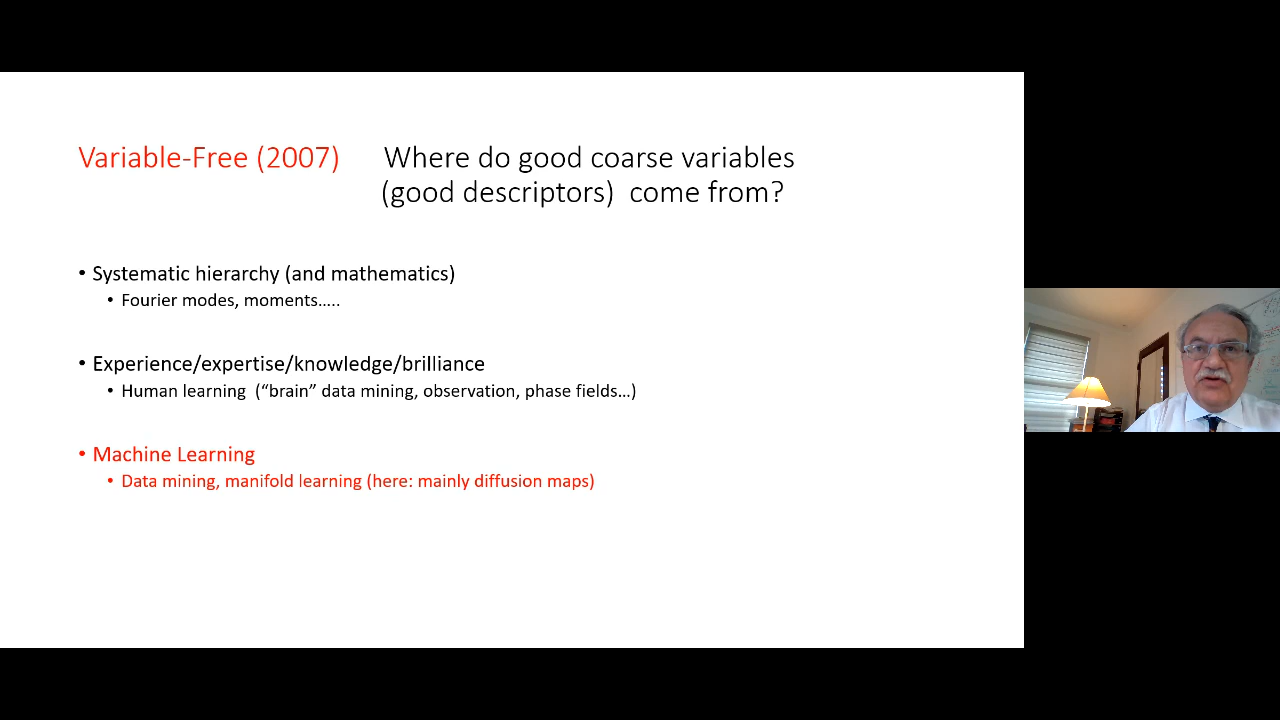 Variable-Free (2007) Where do good coarse variables
(good descriptors) come from?
• Systematic hierarchy (and mathematics)
• Fourier modes, moments…..
• Experience/expertise/knowledge/brilliance
• Human learning (“brain” data mining, observation, phase fields…)
• Machine Learning
• Data mining, manifold learning (here: mainly diffusion maps)